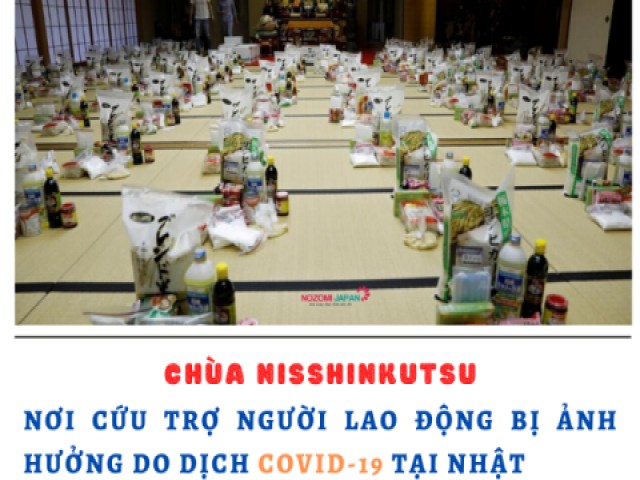 NOZOMI JAPAN
CHÙA NISSHINKUTSU
NƠI CỨU TRỢ NGƯỜI LAO ĐỘNG BỊ ẢNH
HƯỞNG DO DỊCH COVID-19 TẠI NHẬT